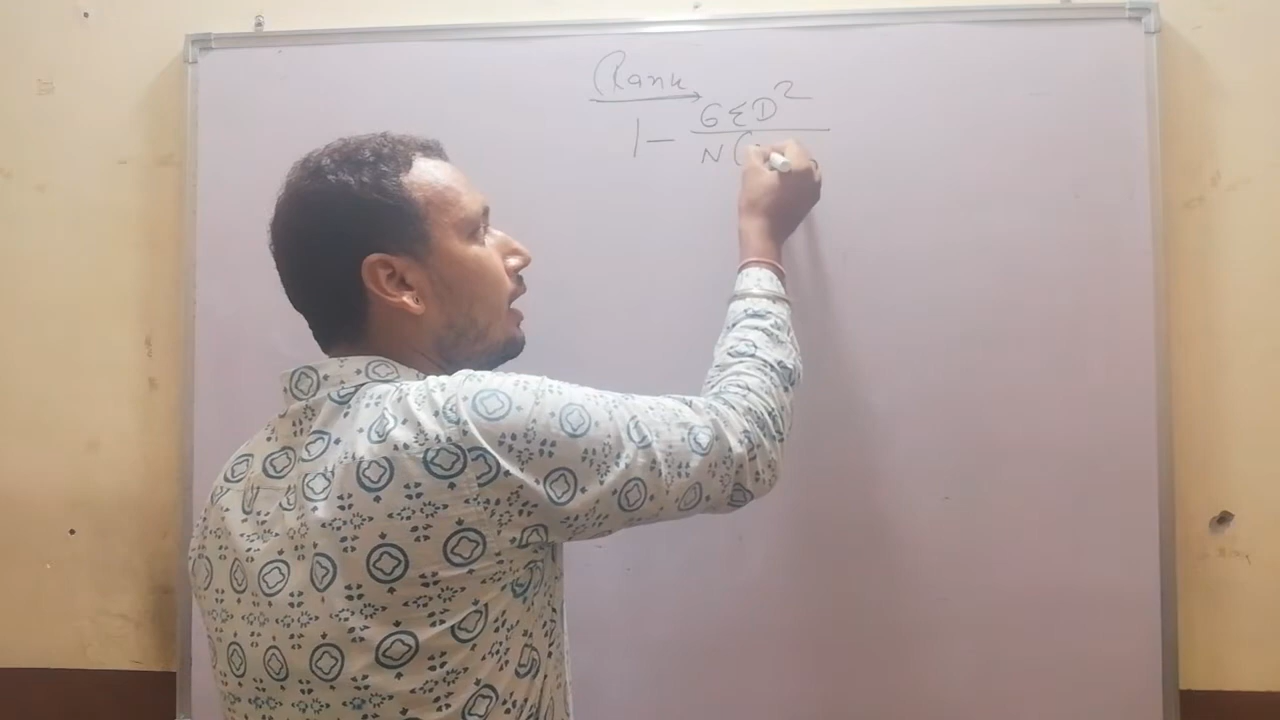 Rank
1 - 6ΣD²
N(